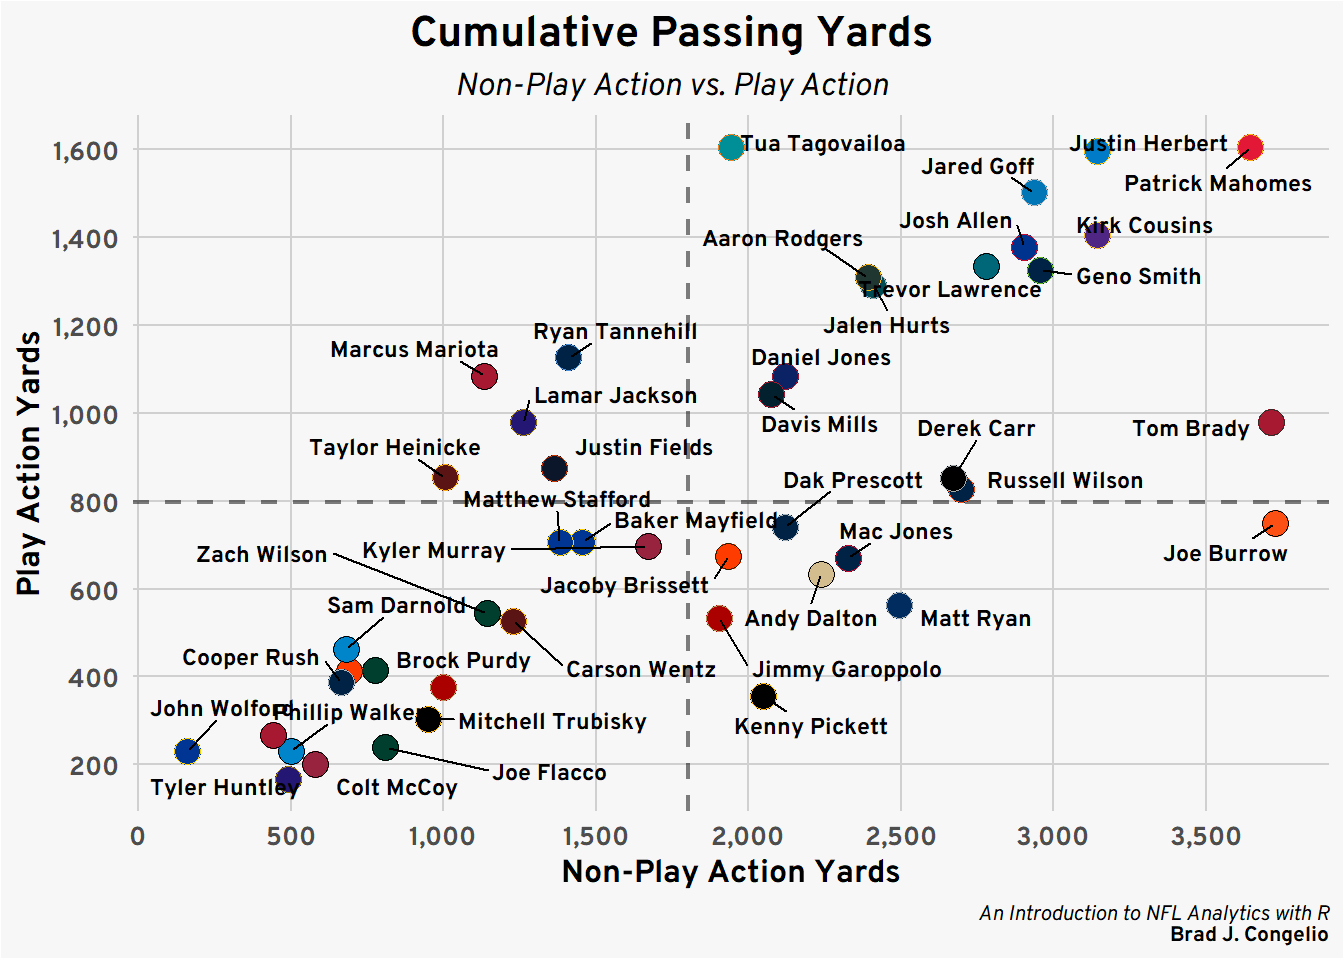 Cumulative Passing Yards
Non-Play Action vs. Play Action
Play Action Yards
1,600
1,400
1,200
1,000
800
600
400
200
Tua Tagovailoa
Justin Herbert
Jared Goff
Patrick Mahomes
Josh Allen
Kirk Cousins
Aaron Rodgers
Geno Smith
Trevor Lawrence
Jalen Hurts
Ryan Tannehill
Marcus Mariota
Daniel Jones
Lamar Jackson
Davis Mills
Derek Carr
Tom Brady
Taylor Heinicke
Justin Fields
Dak Prescott
Russell Wilson
Matthew Stafford
Baker Mayfield
Mac Jones
Zach Wilson
Kyler Murray
Joe Burrow
Jacoby Brissett
Sam Darnold
Andy Dalton
Matt Ryan
Cooper Rush
Brock Purdy
Carson Wentz
Jimmy Garoppolo
John Wolford
Phillip Walker
Mitchell Trubisky
Kenny Pickett
Joe Flacco
Tyler Huntley
Colt McCoy
0
500
1,000
1,500
2,000
2,500
3,000
3,500
Non-Play Action Yards
An Introduction to NFL Analytics with R
Brad J. Congelio